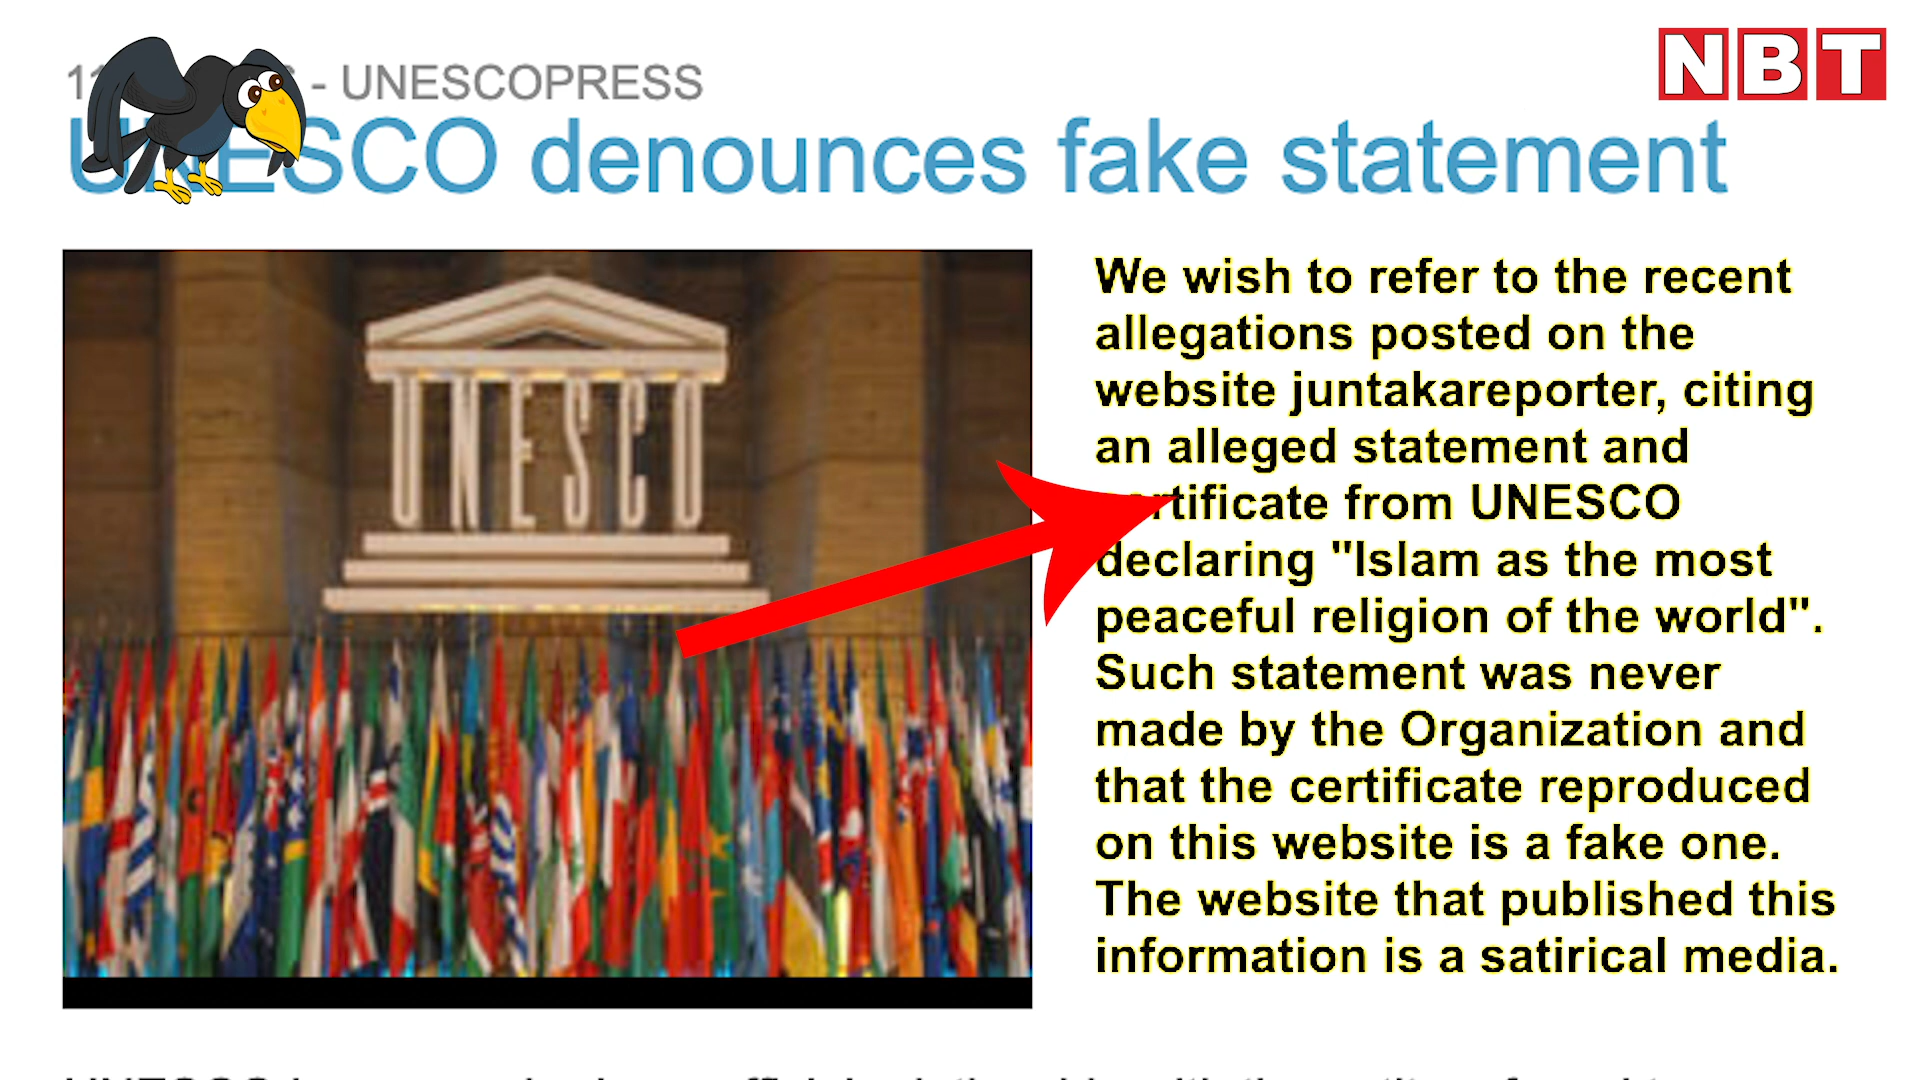 - UNESCOPRESS
NBT
UNESCO denounces fake statement
UNESCO
We wish to refer to the recent
allegations posted on the
website juntakareporter, citing
an alleged statement and
certificate from UNESCO
declaring "Islam as the most
peaceful religion of the world".
Such statement was never
made by the Organization and
that the certificate reproduced
on this website is a fake one.
The website that published this
information is a satirical media.